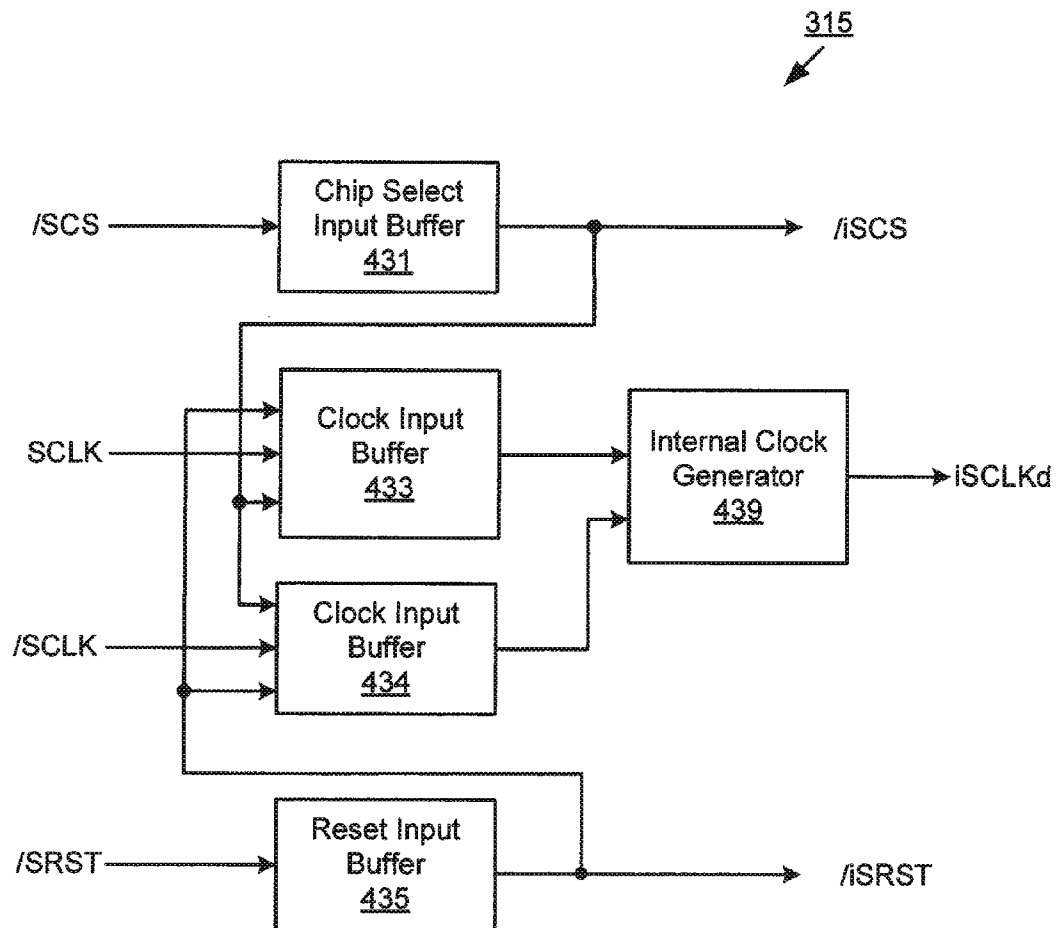 315
Chip Select
Input Buffer
431
/SCS
/iSCS
Clock Input
Buffer
433
SCLK
Internal Clock
Generator
439
iSCLKd
Clock Input
Buffer
434
/SCLK
Reset Input
Buffer
435
/SRST
/iSRST